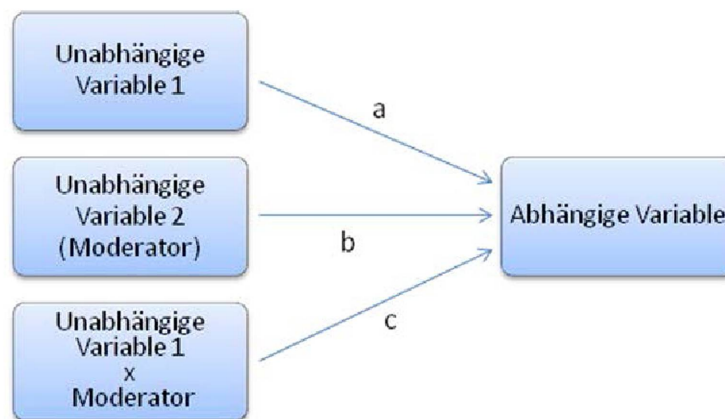 Unabhängige
Variable 1
a
Unabhängige
Variable 2
(Moderator)
b
Abhängige Variable
Unabhängige
Variable 1
x
Moderator
c